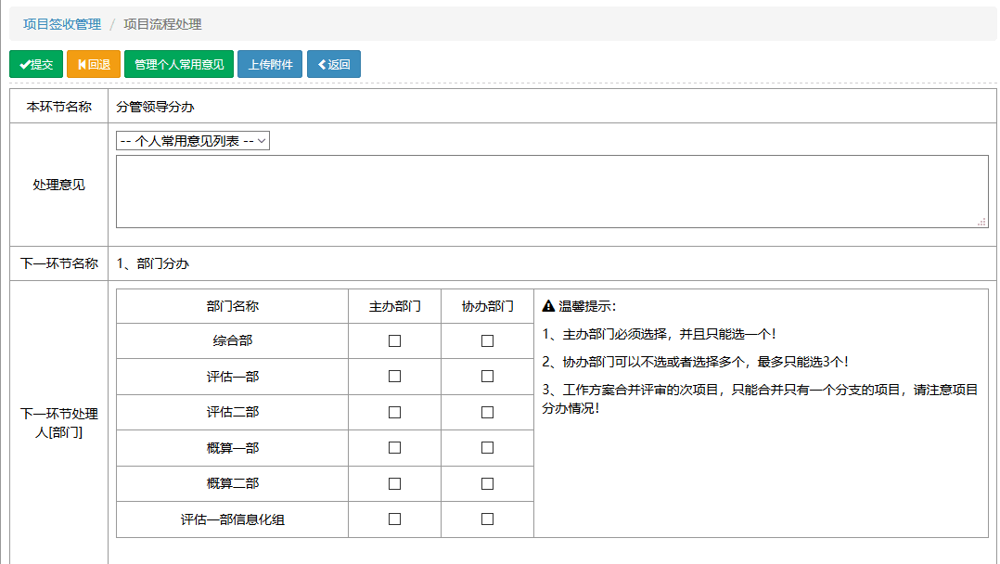 项目签收管理 / 项目流程处理
提交 回退 管理个人常用意见 上传附件 返回
本环节名称 分管领导分办
-- 个人常用意见列表 --
处理意见
下一环节名称 1、部门分办
部门名称 主办部门 协办部门
综合部
评估一部
评估二部
概算一部
概算二部
评估一部信息化组
温馨提示：
1、主办部门必须选择，并且只能选一个！
2、协办部门可以不选或者选择多个，最多只能选3个！
3、工作方案合并评审的次项目，只能合并只有一个分支的项目，请注意项目
分办情况！
下一环节处理
人[部门]